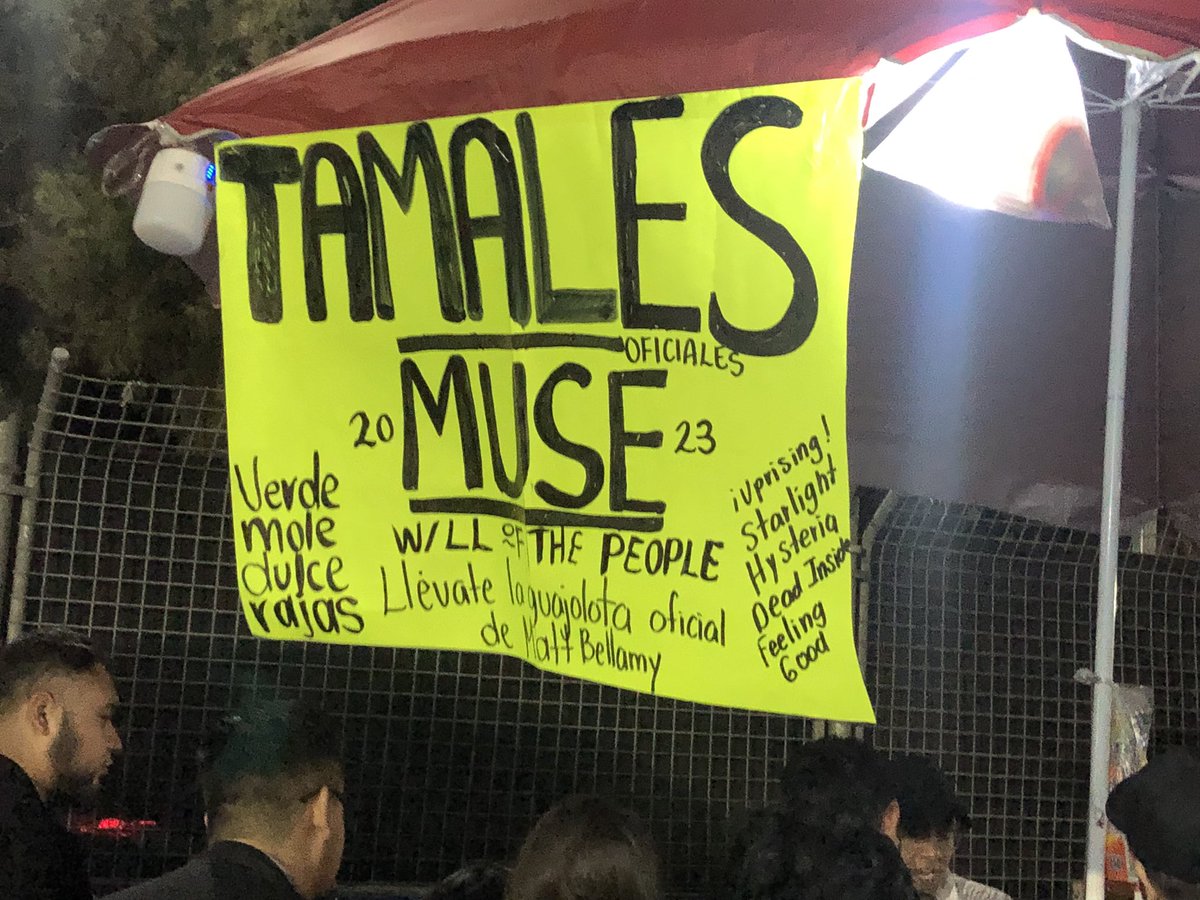 TAMALES
OFICIALES
20 MUSE 23
W/LL OF THE PEOPLE
Llévate la guajolota oficial
de Matt Bellamy
Verde
mole
dulce
rajas
¡Uprising!
Starlight
Hysteria
Dead Inside
Feeling
Good